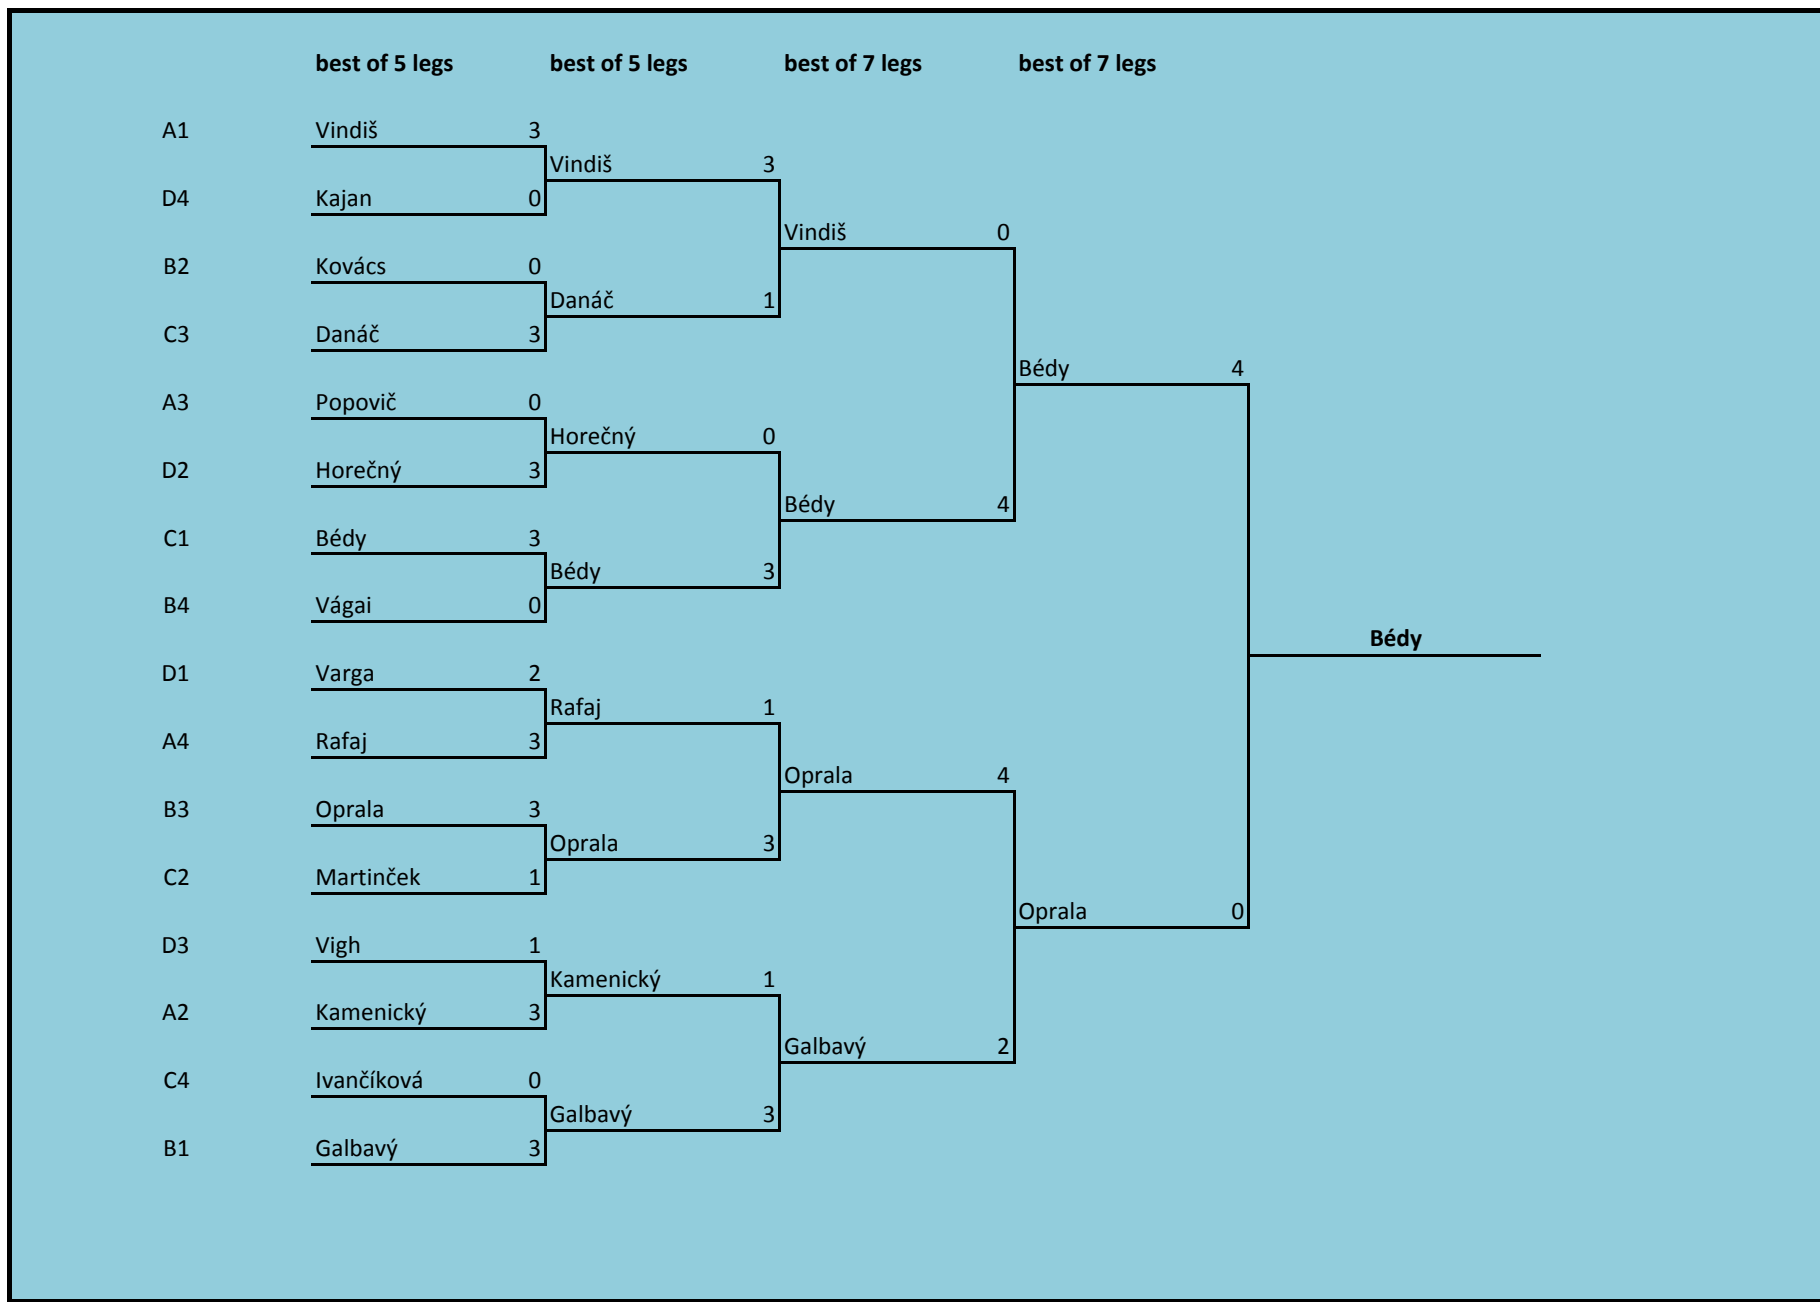 best of 5 legs best of 5 legs best of 7 legs best of 7 legs
A1 Vindiš 3
Vindiš 3
D4 Kajan 0
Vindiš 0
B2 Kovács 0
Danáč 1
C3 Danáč 3
Bédy 4
A3 Popovič 0
Horečný 0
D2 Horečný 3
Bédy 4
C1 Bédy 3
Bédy 3
B4 Vágai 0
Bédy
D1 Varga 2
Rafaj 1
A4 Rafaj 3
Oprala 4
B3 Oprala 3
Oprala 3
C2 Martinček 1
Oprala 0
D3 Vigh 1
Kamenický 1
A2 Kamenický 3
Galbavý 2
C4 Ivančíková 0
Galbavý 3
B1 Galbavý 3